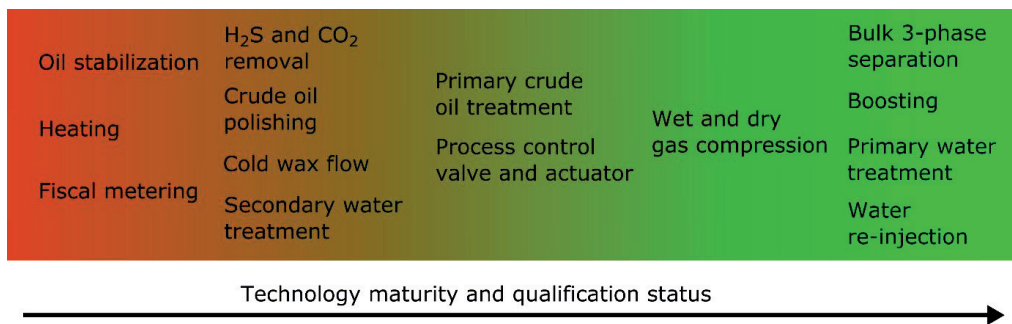 Oil stabilization
Heating
Fiscal metering
H₂S and CO₂
removal
Crude oil
polishing
Cold wax flow
Secondary water
treatment
Primary crude
oil treatment
Process control
valve and actuator
Wet and dry
gas compression
Bulk 3-phase
separation
Boosting
Primary water
treatment
Water
re-injection
Technology maturity and qualification status